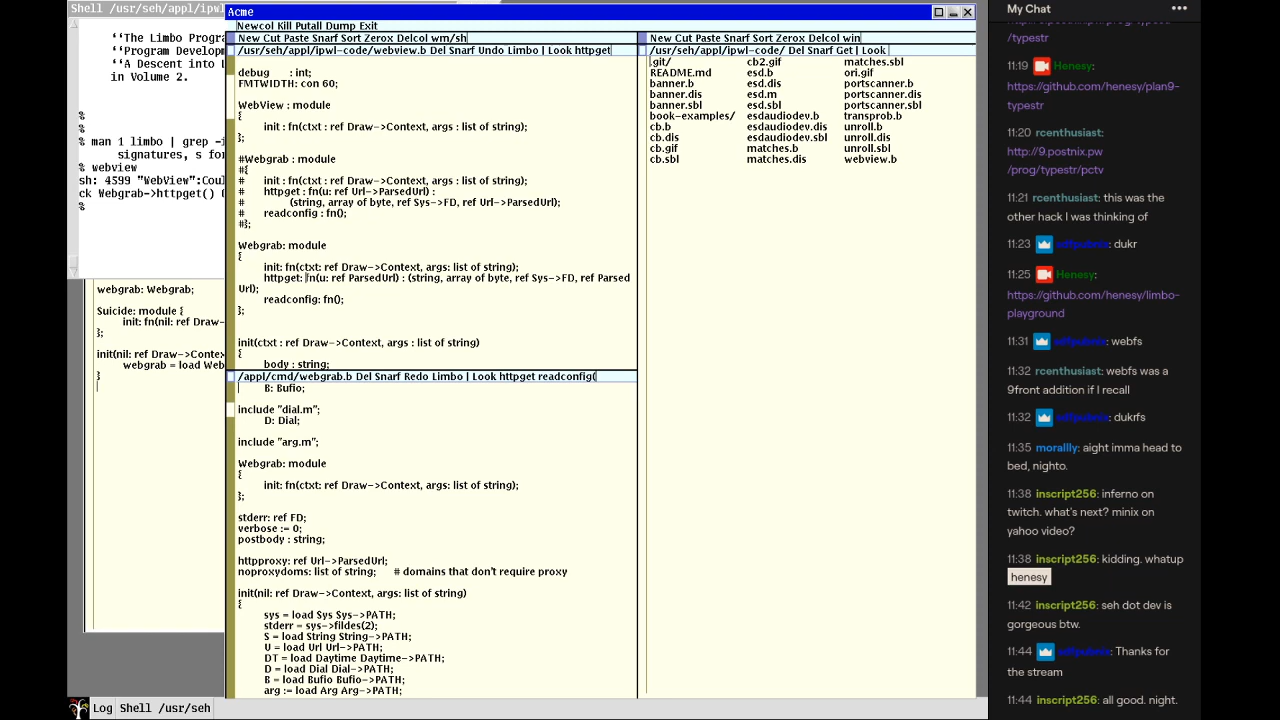 Shell /usr/seh/appl/ipwl
‘‘The Limbo Progra
‘‘Program Developm
‘‘A Descent into L
in Volume 2.
%
%
% man 1 limbo | grep -i
signatures, s for
% webview
sh: 4599 "WebView":Coul
ck Webgrab->httpget() (
%
webgrab: Webgrab;
Suicide: module {
init: fn(nil: ref Draw-
};
init(nil: ref Draw->Contex
webgrab = load Web
}
Acme
Newcol Kill Putall Dump Exit
New Cut Paste Snarf Sort Zerox Delcol wm/sh
/usr/seh/appl/ipwl-code/webview.b Del Snarf Undo Limbo | Look httpget
debug : int;
FMTWIDTH: con 60;
WebView : module
{
init : fn(ctxt : ref Draw->Context, args : list of string);
};
#Webgrab : module
#{
# init : fn(ctxt : ref Draw->Context, args : list of string);
# httpget : fn(u: ref Url->ParsedUrl) :
# (string, array of byte, ref Sys->FD, ref Url->ParsedUrl);
# readconfig : fn();
#};
Webgrab: module
{
init: fn(ctxt: ref Draw->Context, args: list of string);
httpget: fn(u: ref ParsedUrl) : (string, array of byte, ref Sys->FD, ref Parsed
Url);
readconfig: fn();
};
init(ctxt : ref Draw->Context, args : list of string)
{
body : string;
/appl/cmd/webgrab.b Del Snarf Redo Limbo | Look httpget readconfig(
B: Bufio;
include "dial.m";
D: Dial;
include "arg.m";
Webgrab: module
{
init: fn(ctxt: ref Draw->Context, args: list of string);
};
stderr: ref FD;
verbose := 0;
postbody : string;
httpproxy: ref Url->ParsedUrl;
noproxydoms: list of string; # domains that don't require proxy
init(nil: ref Draw->Context, args: list of string)
{
sys = load Sys Sys->PATH;
stderr = sys->fildes(2);
S = load String String->PATH;
U = load Url Url->PATH;
DT = load Daytime Daytime->PATH;
D = load Dial Dial->PATH;
B = load Bufio Bufio->PATH;
arg := load Arg Arg->PATH;
New Cut Paste Snarf Sort Zerox Delcol win
/usr/seh/appl/ipwl-code/ Del Snarf Get | Look
.git/ cb2.gif matches.sbl
README.md esd.b ori.gif
banner.b esd.dis portscanner.b
banner.dis esd.m portscanner.dis
banner.sbl esd.sbl portscanner.sbl
book-examples/ esdaudiodev.b transprob.b
cb.b esdaudiodev.dis unroll.b
cb.dis esdaudiodev.sbl unroll.dis
cb.gif matches.b unroll.sbl
cb.sbl matches.dis webview.b
Log Shell /usr/seh
My Chat
/typestr
11:19 Henesy:
https://github.com/henesy/plan9-
typestr
11:20 rcenthusiast:
http://9.postnix.pw
/prog/typestr/pctv
11:21 rcenthusiast: this was the
other hack I was thinking of
11:23 : dukr
11:25 Henesy:
https://github.com/henesy/limbo-
playground
11:31 : webfs
11:32 rcenthusiast: webfs was a
9front addition if I recall
11:32 : dukrfs
11:35 morallly: aight imma head to
bed, nighto.
11:38 inscript256: inferno on
twitch. what's next? minix on
yahoo video?
11:38 inscript256: kidding. whatup
henesy
11:42 inscript256: seh dot dev is
gorgeous btw.
11:44 : Thanks for
the stream
11:44 inscript256: all good. night.